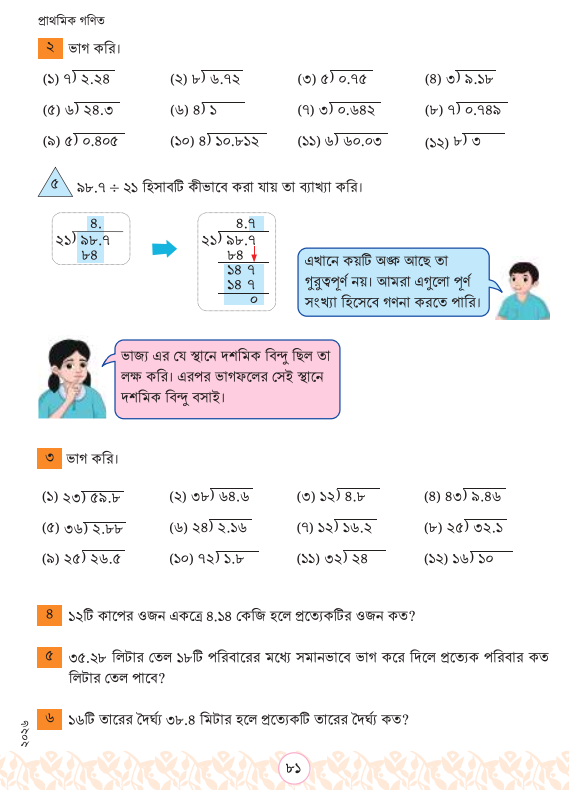 প্রাথমিক গণিত
২ ভাগ করি।
(১) ৭)২.২৪ (২) ৮)৬.৭২ (৩) ৫)০.৭৫ (৪) ৩)৯.১৮
(৫) ৬)২৪.৩ (৬) ৪)১ (৭) ৩)০.৬৪২ (৮) ৭)০.৭৪৯
(৯) ৫)০.৪০৫ (১০) ৪)১০.৮১২ (১১) ৬)৬০.০৩ (১২) ৮)৩
৫ ৯৮.৭ ÷ ২১ হিসাবটি কীভাবে করা যায় তা ব্যাখ্যা করি।
৪.
২১)৯৮.৭
৮৪
৪.৭
২১)৯৮.৭
৮৪
১৪ ৭
১৪ ৭
০
এখানে কয়টি অঙ্ক আছে তা
গুরুত্বপূর্ণ নয়। আমরা এগুলো পূর্ণ
সংখ্যা হিসেবে গণনা করতে পারি।
ভাজ্য এর যে স্থানে দশমিক বিন্দু ছিল তা
লক্ষ করি। এরপর ভাগফলের সেই স্থানে
দশমিক বিন্দু বসাই।
৩ ভাগ করি।
(১) ২৩)৫৯.৮ (২) ৩৮)৬৪.৬ (৩) ১২)৪.৮ (৪) ৪৩)৯.৪৬
(৫) ৩৬)২.৮৮ (৬) ২৪)২.১৬ (৭) ১২)১৬.২ (৮) ২৫)৩২.১
(৯) ২৫)২৬.৫ (১০) ৭২)১.৮ (১১) ৩২)২৪ (১২) ১৬)১০
৪ ১২টি কাপের ওজন একত্রে ৪.১৪ কেজি হলে প্রত্যেকটির ওজন কত?
৫ ৩৫.২৮ লিটার তেল ১৮টি পরিবারের মধ্যে সমানভাবে ভাগ করে দিলে প্রত্যেক পরিবার কত
লিটার তেল পাবে?
৬ ১৬টি তারের দৈর্ঘ্য ৩৮.৪ মিটার হলে প্রত্যেকটি তারের দৈর্ঘ্য কত?
২০২৬
৮১